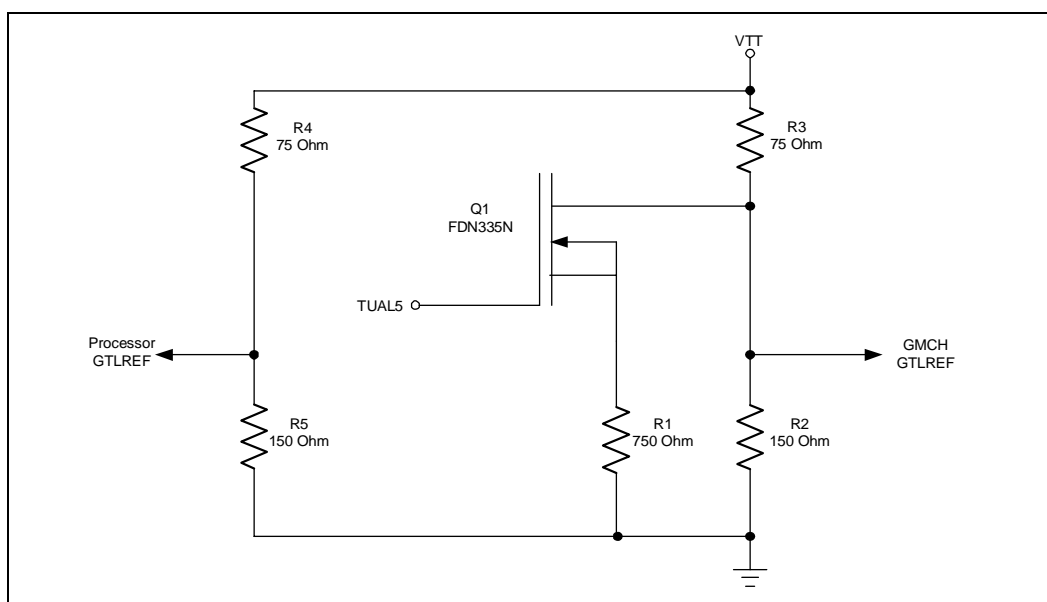 VTT
R4
75 Ohm
R3
75 Ohm
Q1
FDN335N
TUAL5
Processor
GTLREF
GMCH
GTLREF
R5
150 Ohm
R1
750 Ohm
R2
150 Ohm